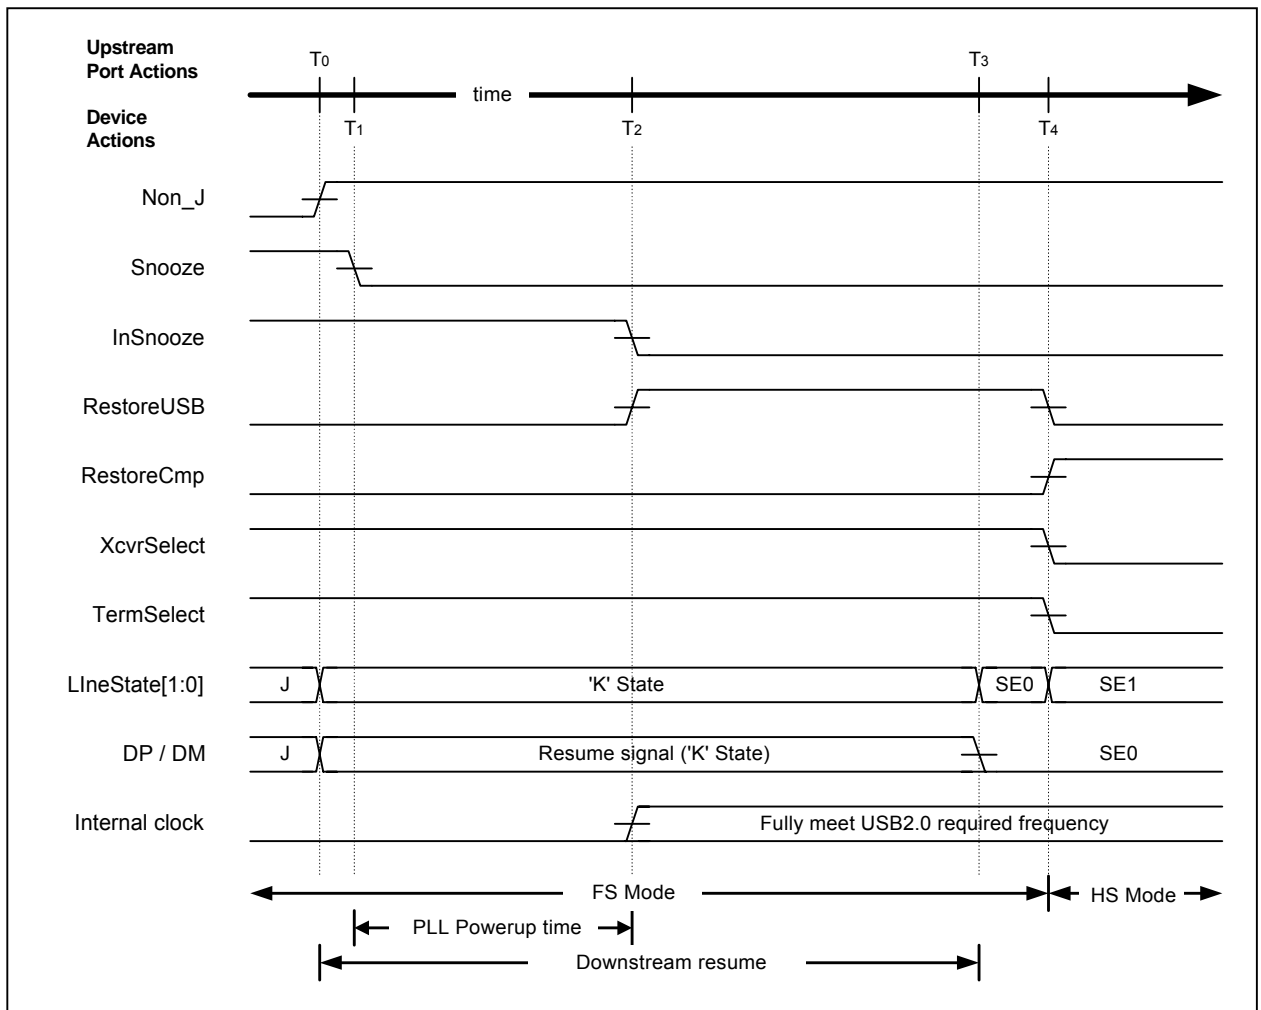 Upstream
Port Actions
T0
T3
time
Device
Actions
T1
T2
T4
Non_J
Snooze
InSnooze
RestoreUSB
RestoreCmp
XcvrSelect
TermSelect
LIneState[1:0]
J
'K' State
SE0
SE1
DP / DM
J
Resume signal ('K' State)
SE0
Internal clock
Fully meet USB2.0 required frequency
FS Mode
HS Mode
PLL Powerup time
Downstream resume